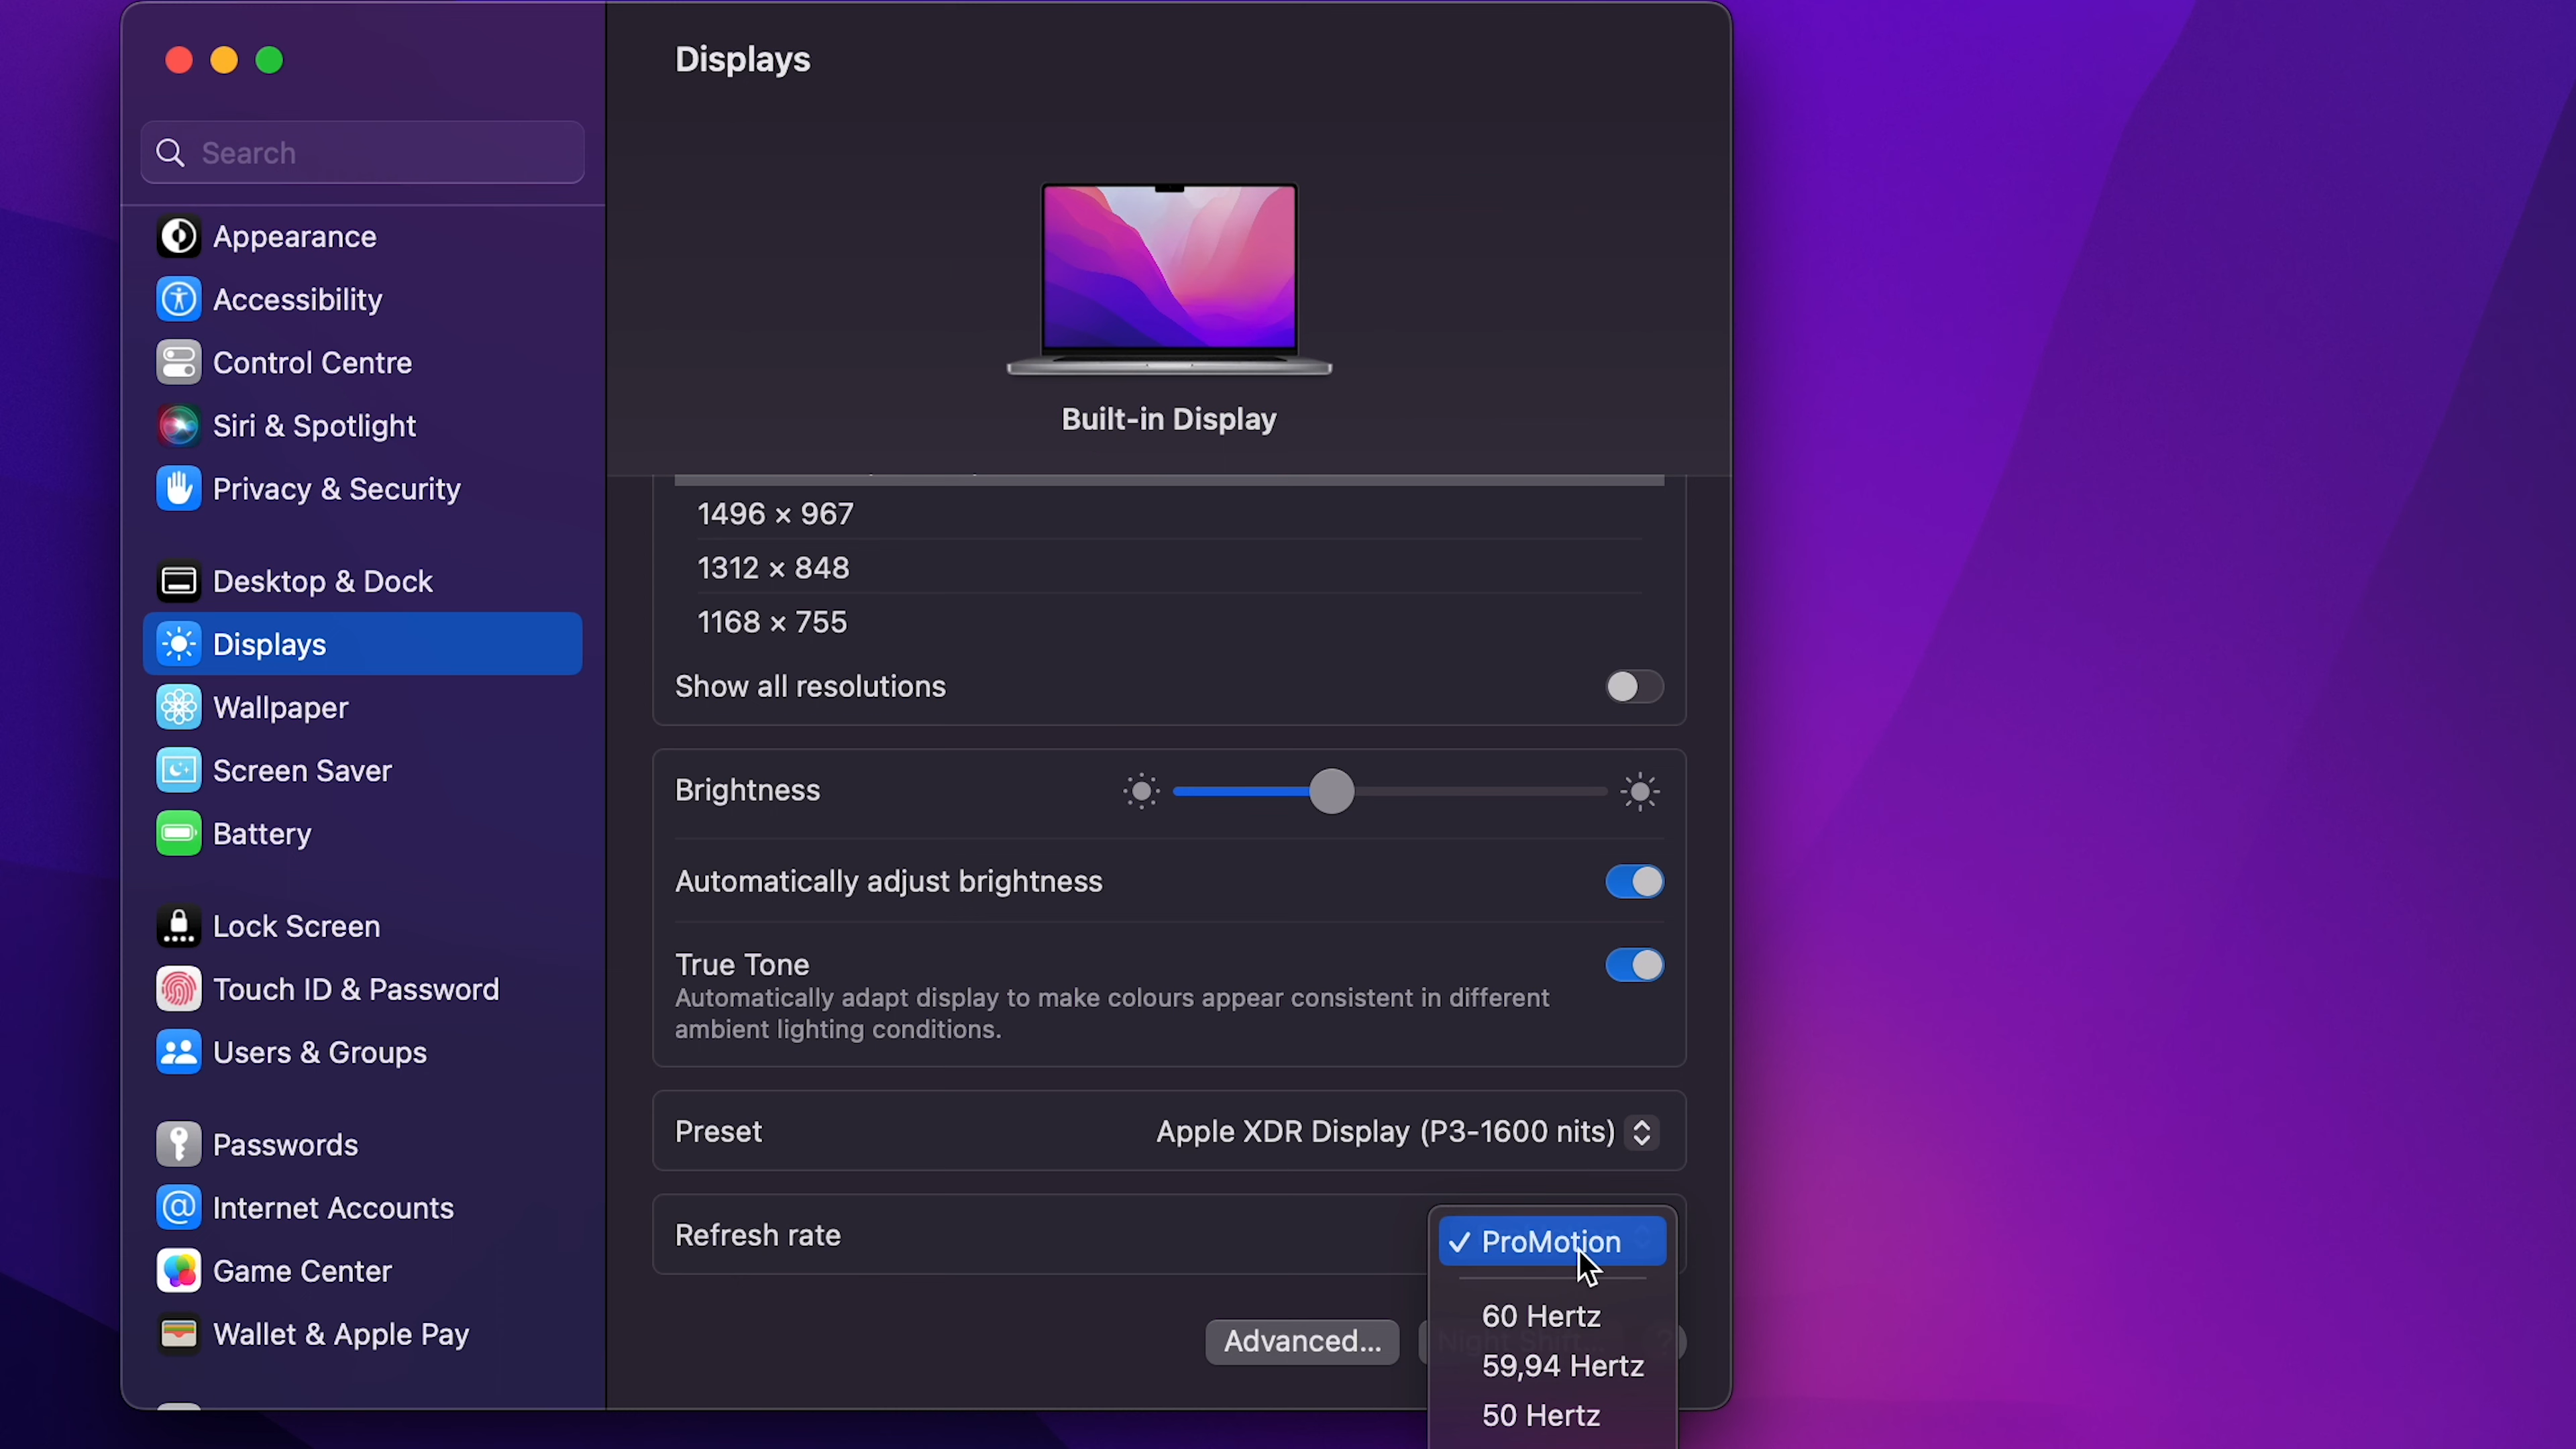 Displays
Search
Appearance
Accessibility
Control Centre
Siri & Spotlight
Privacy & Security
Desktop & Dock
Displays
Wallpaper
Screen Saver
Battery
Lock Screen
Touch ID & Password
Users & Groups
Passwords
Internet Accounts
Game Center
Wallet & Apple Pay
Built-in Display
1496 × 967
1312 × 848
1168 × 755
Show all resolutions
Brightness
Automatically adjust brightness
True Tone
Automatically adapt display to make colours appear consistent in different
ambient lighting conditions.
Preset
Apple XDR Display (P3-1600 nits)
Refresh rate
ProMotion
60 Hertz
59,94 Hertz
50 Hertz
Advanced...
Night Shift...
?